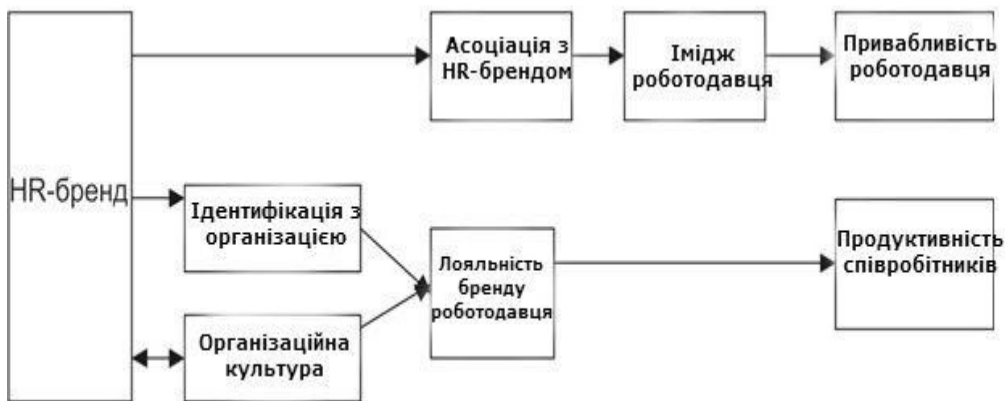 HR-бренд
Асоціація з
HR-брендом
Імідж
роботодавця
Привабливість
роботодавця
Ідентифікація з
організацією
Організаційна
культура
Лояльність
бренду
роботодавця
Продуктивність
співробітників